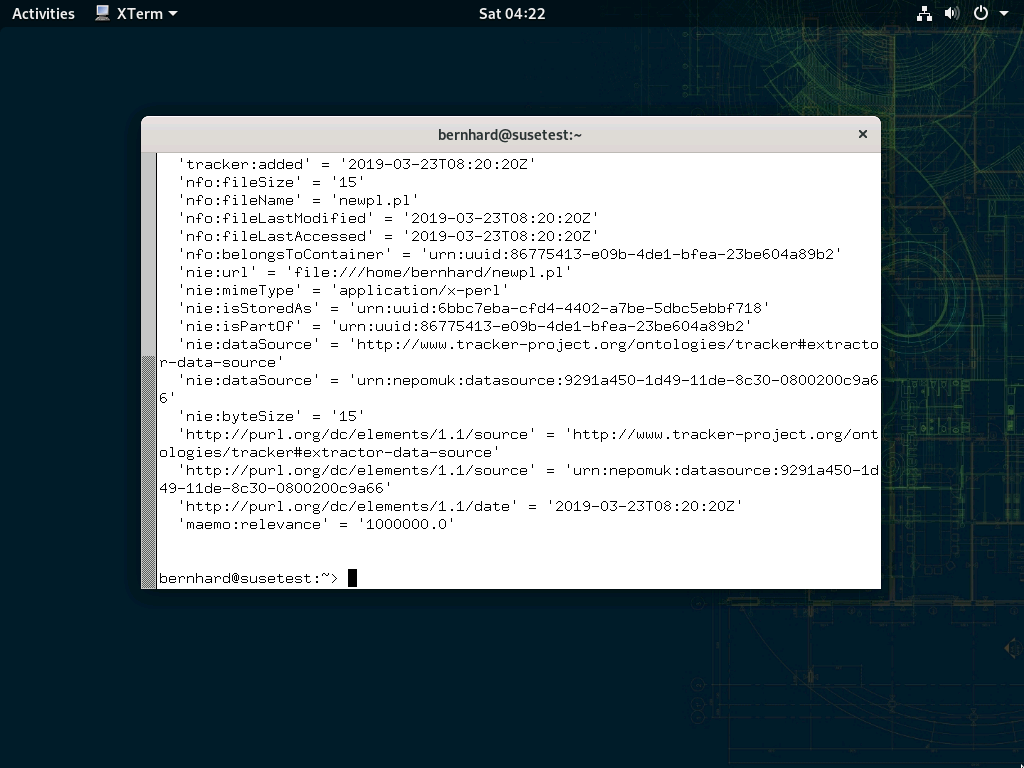 Activities XTerm Sat 04:22
bernhard@susetest:~ ×
'tracker:added' = '2019-03-23T08:20:20Z'
'nfo:fileSize' = '15'
'nfo:fileName' = 'newpl.pl'
'nfo:fileLastModified' = '2019-03-23T08:20:20Z'
'nfo:fileLastAccessed' = '2019-03-23T08:20:20Z'
'nfo:belongsToContainer' = 'urn:uuid:86775413-e09b-4de1-bfea-23be604a89b2'
'nie:url' = 'file:///home/bernhard/newpl.pl'
'nie:mimeType' = 'application/x-perl'
'nie:isStoredAs' = 'urn:uuid:6bbc7eba-cfd4-4402-a7be-5dbc5ebbf718'
'nie:isPartOf' = 'urn:uuid:86775413-e09b-4de1-bfea-23be604a89b2'
'nie:dataSource' = 'http://www.tracker-project.org/ontologies/tracker#extracto
r-data-source'
'nie:dataSource' = 'urn:nepomuk:datasource:9291a450-1d49-11de-8c30-0800200c9a6
6'
'nie:byteSize' = '15'
'http://purl.org/dc/elements/1.1/source' = 'http://www.tracker-project.org/ont
ologies/tracker#extractor-data-source'
'http://purl.org/dc/elements/1.1/source' = 'urn:nepomuk:datasource:9291a450-1d
49-11de-8c30-0800200c9a66'
'http://purl.org/dc/elements/1.1/date' = '2019-03-23T08:20:20Z'
'maemo:relevance' = '1000000.0'
bernhard@susetest:~>